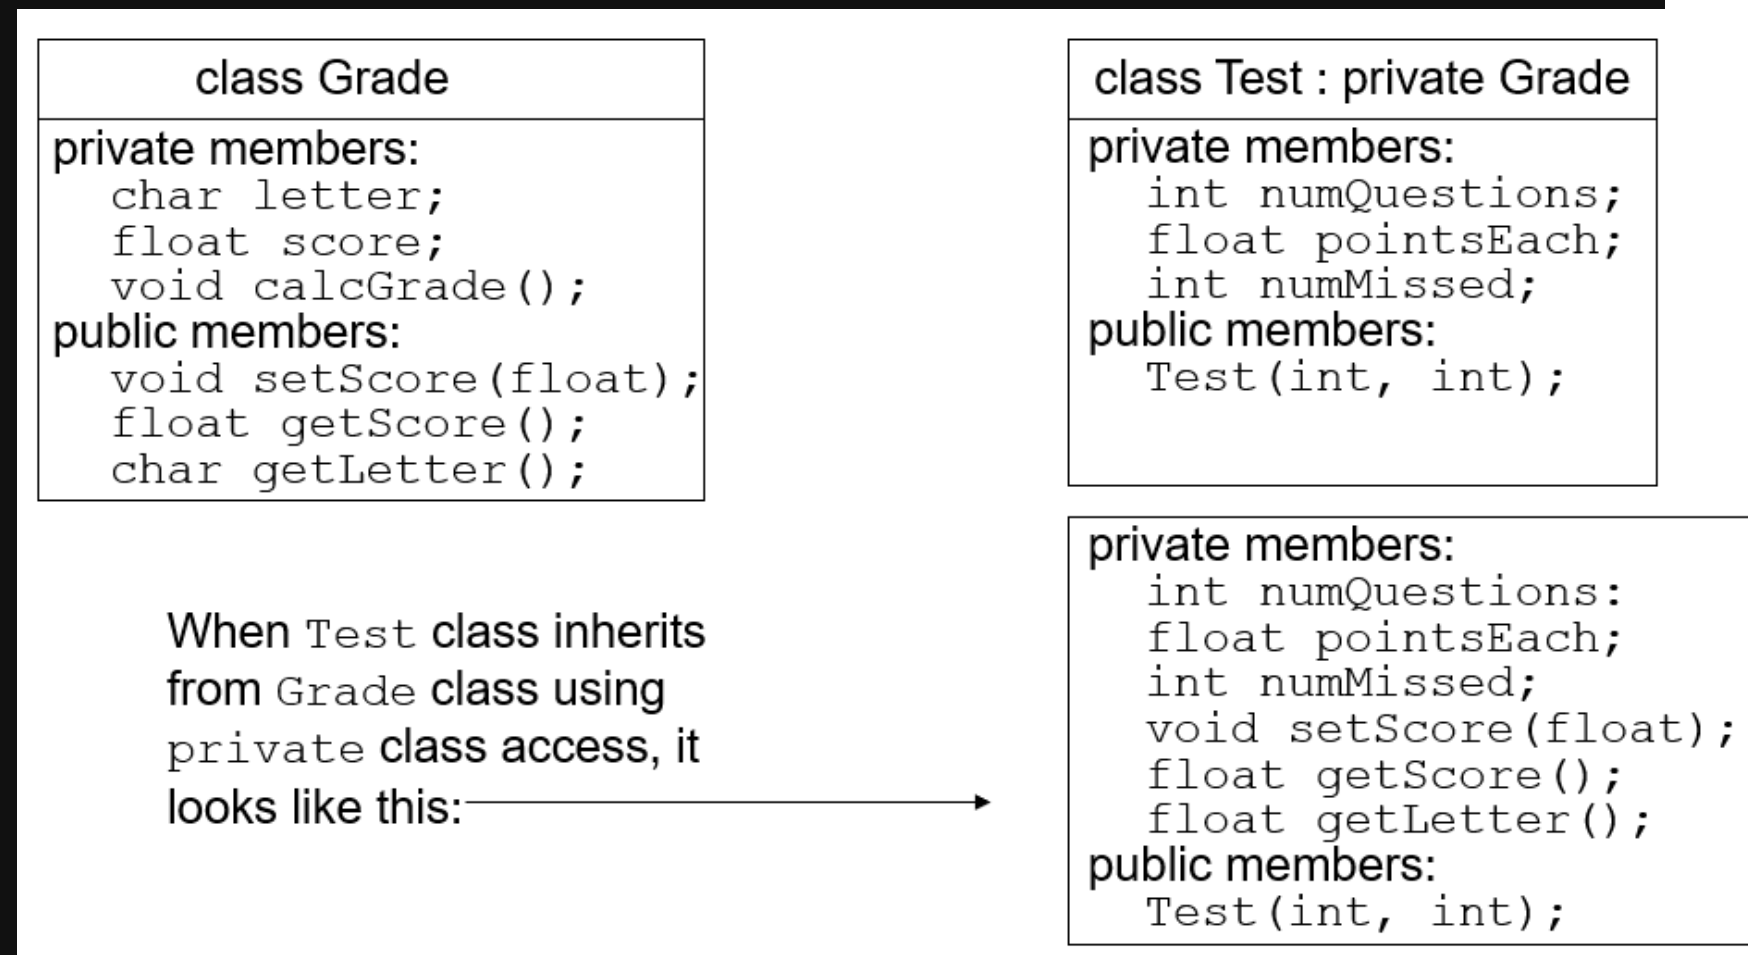 class Grade
private members:
char letter;
float score;
void calcGrade();
public members:
void setScore(float);
float getScore();
char getLetter();
class Test : private Grade
private members:
int numQuestions;
float pointsEach;
int numMissed;
public members:
Test(int, int);
When Test class inherits
from Grade class using
private class access, it
looks like this:
private members:
int numQuestions:
float pointsEach;
int numMissed;
void setScore(float);
float getScore();
float getLetter();
public members:
Test(int, int);